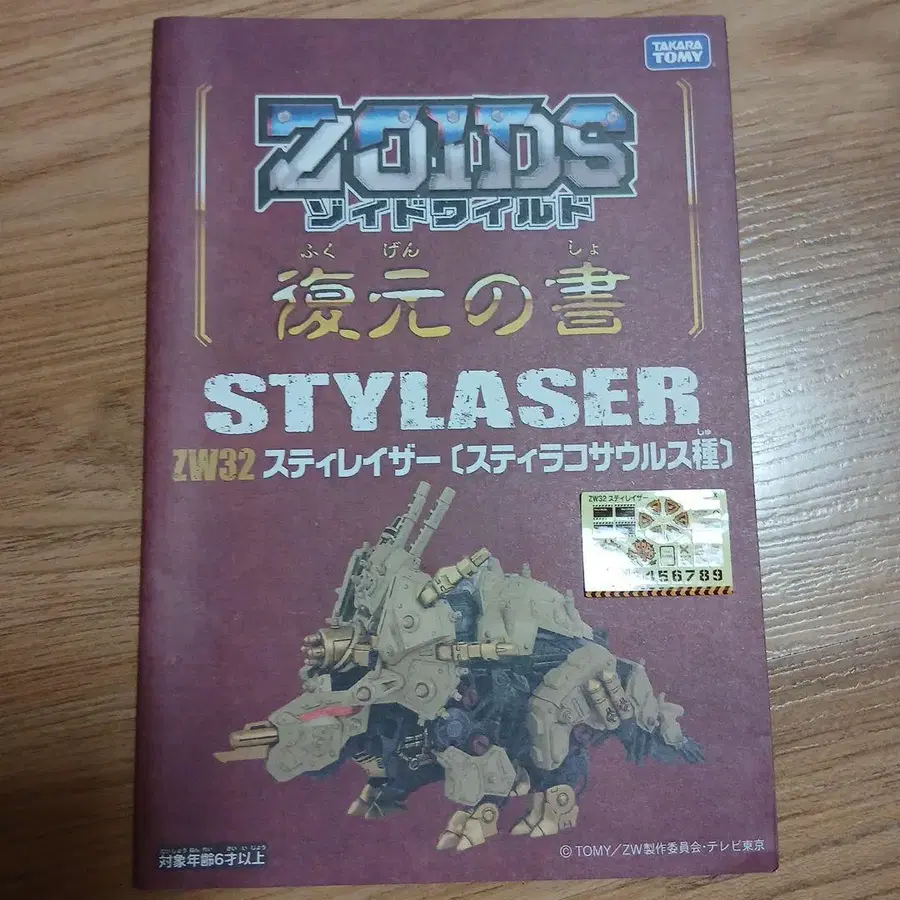 TAKARA
TOMY
ZOIDS
ゾイドワイルド
ふく げん しょ
復元の書
STYLASER
しゅ
ZW32 スティレイザー〔スティラコサウルス種〕
ZW32 スティレイザー
456789
たいしょうねんれい さい いじょう
対象年齢6才以上
© TOMY/ZW製作委員会・テレビ東京